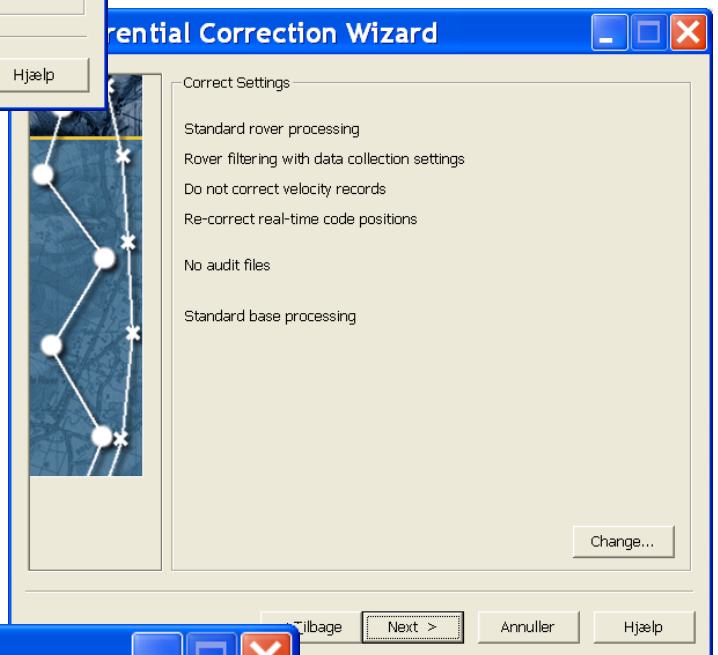 Hjælp
rential Correction Wizard
Correct Settings
Standard rover processing
Rover filtering with data collection settings
Do not correct velocity records
Re-correct real-time code positions
No audit files
Standard base processing
Change...
Tilbage
Next >
Annuller
Hjælp